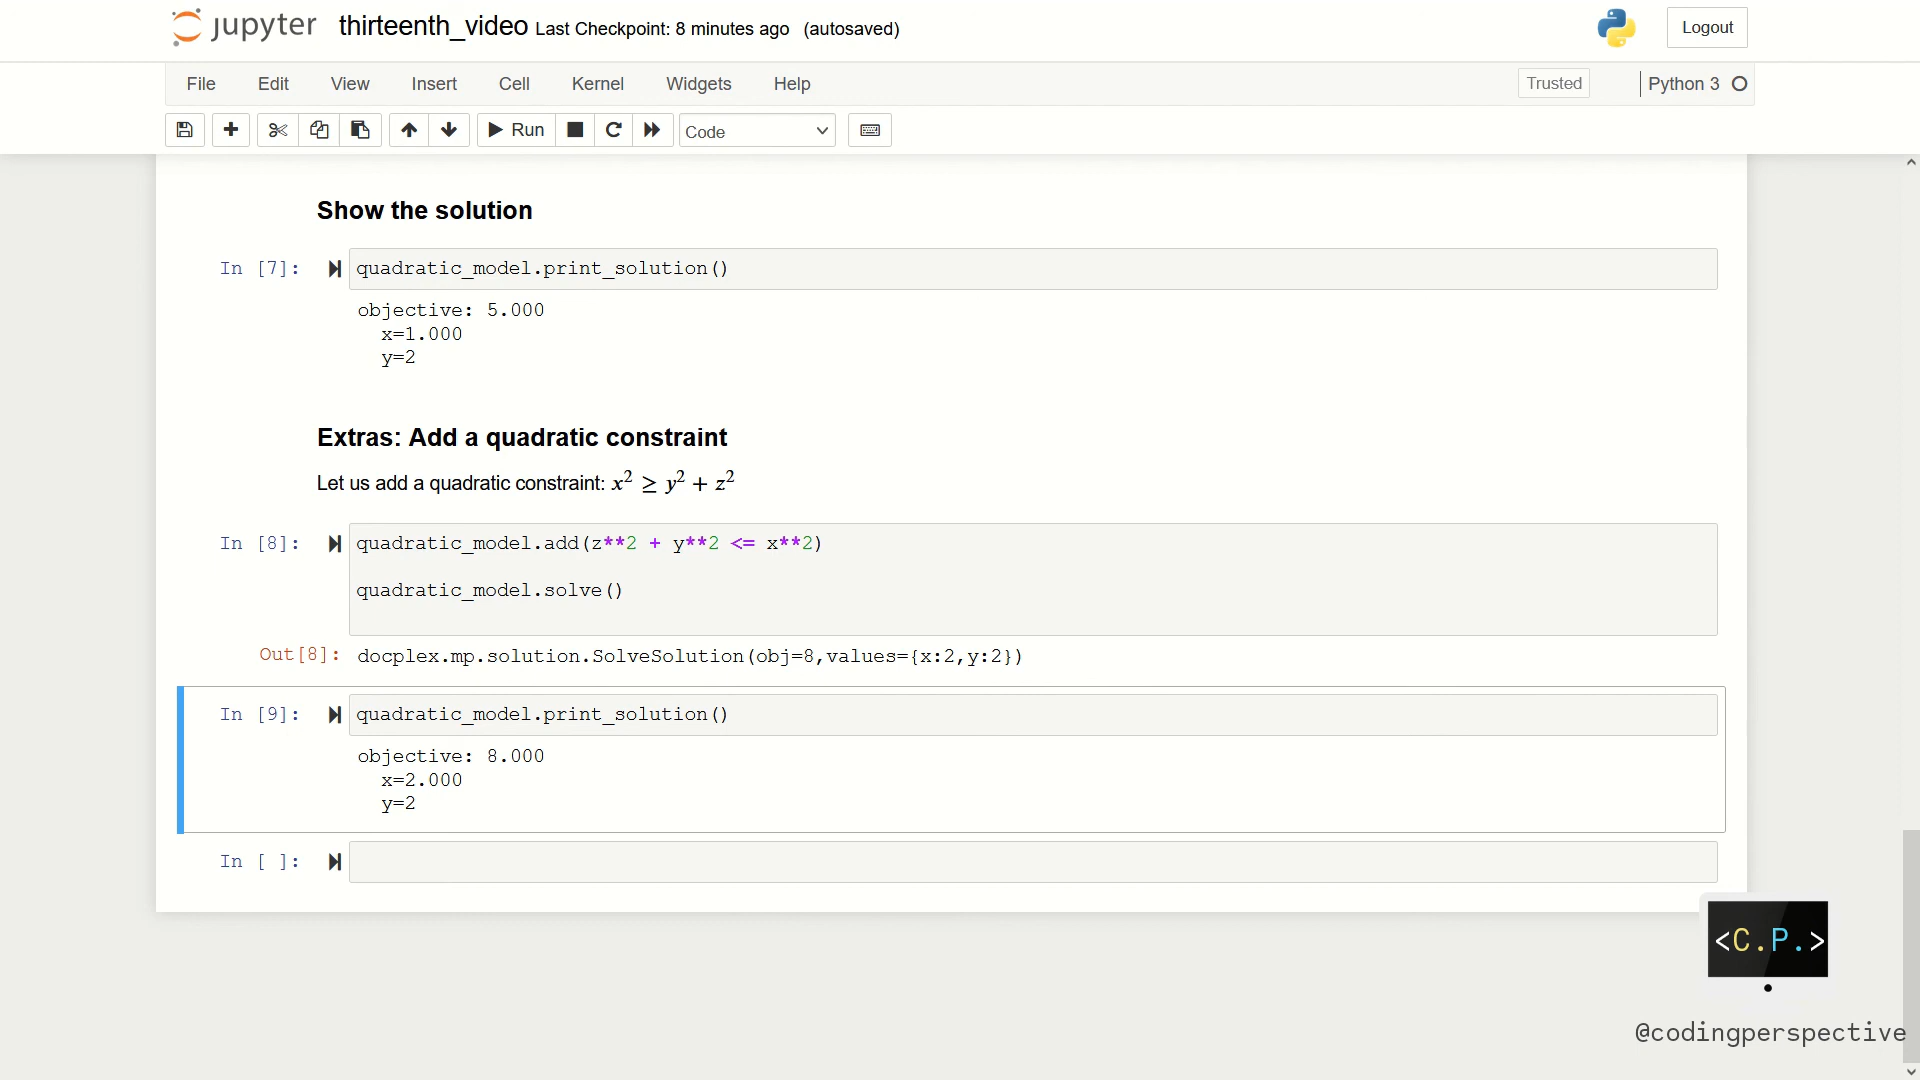 jupyter thirteenth_video Last Checkpoint: 8 minutes ago (autosaved) Logout
File Edit View Insert Cell Kernel Widgets Help Trusted Python 3
Run Code
Show the solution
In [7]: quadratic_model.print_solution()
objective: 5.000
x=1.000
y=2
Extras: Add a quadratic constraint
Let us add a quadratic constraint: x² ≥ y² + z²
In [8]: quadratic_model.add(z**2 + y**2 <= x**2)
quadratic_model.solve()
Out[8]: docplex.mp.solution.SolveSolution(obj=8,values={x:2,y:2})
In [9]: quadratic_model.print_solution()
objective: 8.000
x=2.000
y=2
In [ ]:
<C.P.>
@codingperspective